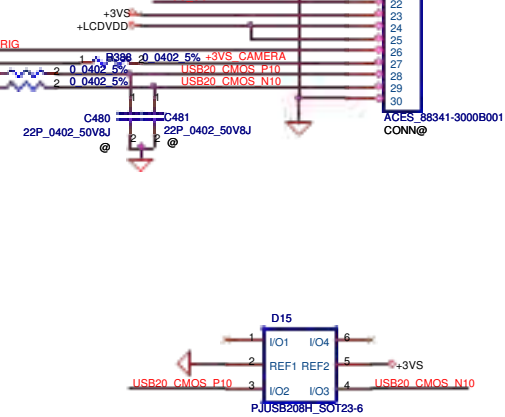 22
+3VS
23
+LCDVDD
24
25
RIG
26
R388 1 2 0_0402_5% +3VS_CAMERA
27
2 0_0402_5% USB20_CMOS_P10
28
2 0_0402_5% USB20_CMOS_N10
29
30
1 1
C480 C481
ACES_88341-3000B001
22P_0402_50V8J 22P_0402_50V8J
CONN@
2 2
@ @
D15
1 I/O1 I/O4 6
2 REF1 REF2 5 +3VS
USB20_CMOS_P10 3 I/O2 I/O3 4 USB20_CMOS_N10
PJUSB208H_SOT23-6